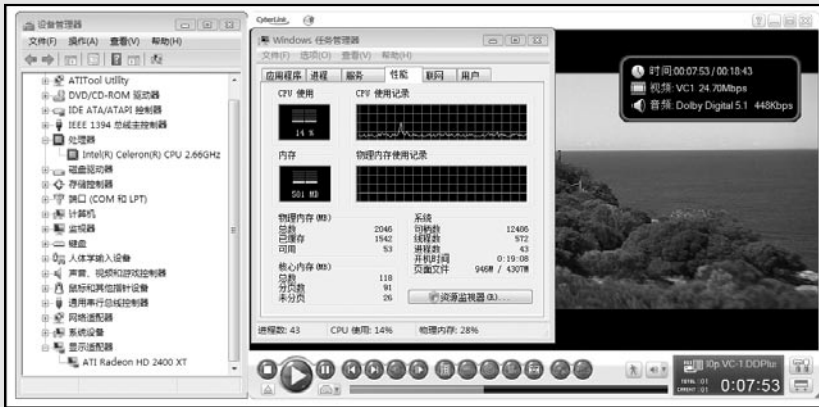 设备管理器
文件(F) 操作(A) 查看(V) 帮助(H)
ATITool Utility
DVD/CD-ROM 驱动器
IDE ATA/ATAPI 控制器
IEEE 1394 总线主控制器
处理器
Intel(R) Celeron(R) CPU 2.66GHz
磁盘驱动器
存储控制器
端口 (COM 和 LPT)
计算机
监视器
键盘
人体学输入设备
声音、视频和游戏控制器
鼠标和其他指针设备
通用串行总线控制器
网络适配器
系统设备
显示适配器
ATI Radeon HD 2400 XT
CyberLink
Windows 任务管理器
文件(F) 选项(O) 查看(V) 帮助(H)
应用程序 进程 服务 性能 联网 用户
CPU 使用 CPU 使用记录
14 %
内存 物理内存使用记录
501 MB
物理内存(MB)
总数 2046
已缓存 1542
可用 53
核心内存(MB)
总数 118
分页数 91
未分页 26
系统
句柄数 12486
线程数 572
进程数 43
开机时间 0:19:08
页面文件 946M / 4307M
资源监视器(R)...
进程数: 43 CPU 使用: 14% 物理内存: 28%
时间:00:07:53 / 00:18:43
视频: VC1 24.70Mbps
音频: Dolby Digital 5.1 448Kbps
I0p.VC-1.DDPlus
TOTAL :01
CURRENT :01
0:07:53